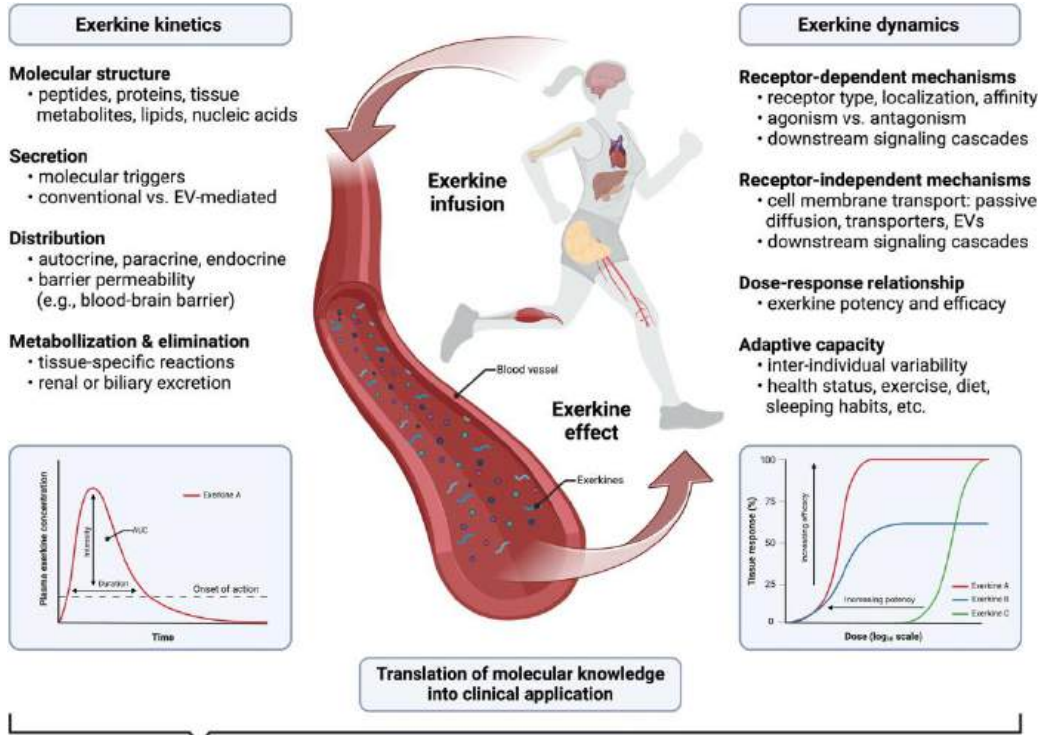 Exerkine kinetics
Molecular structure
• peptides, proteins, tissue
metabolites, lipids, nucleic acids
Secretion
• molecular triggers
• conventional vs. EV-mediated
Distribution
• autocrine, paracrine, endocrine
• barrier permeability
(e.g., blood-brain barrier)
Metabollization & elimination
• tissue-specific reactions
• renal or biliary excretion
Plasma exerkine concentration
Exerkine A
Intensity
AUC
Duration
Onset of action
Time
Exerkine
infusion
Blood vessel
Exerkine
effect
Exerkines
Exerkine dynamics
Receptor-dependent mechanisms
• receptor type, localization, affinity
• agonism vs. antagonism
• downstream signaling cascades
Receptor-independent mechanisms
• cell membrane transport: passive
diffusion, transporters, EVs
• downstream signaling cascades
Dose-response relationship
• exerkine potency and efficacy
Adaptive capacity
• inter-individual variability
• health status, exercise, diet,
sleeping habits, etc.
Tissue response (%)
100
75
50
25
0
Increasing efficacy
Increasing potency
Exerkine A
Exerkine B
Exerkine C
Dose (log₁₀ scale)
Translation of molecular knowledge
into clinical application